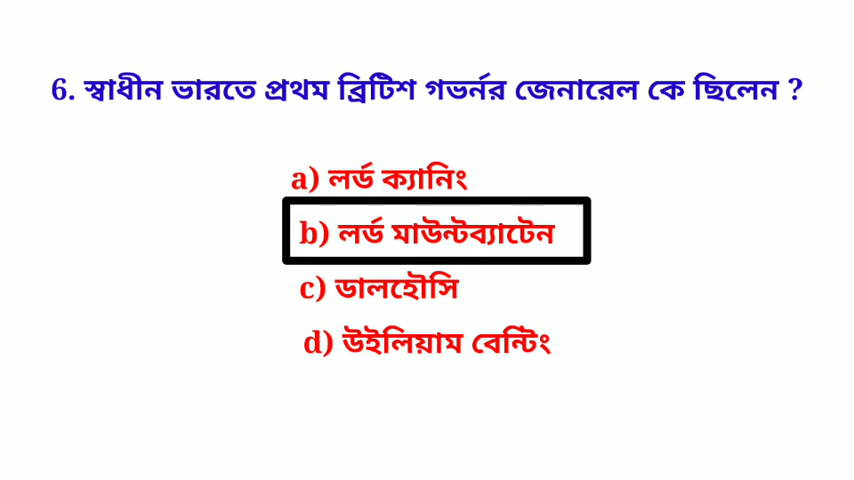 6. স্বাধীন ভারতে প্রথম ব্রিটিশ গভর্নর জেনারেল কে ছিলেন ?
a) লর্ড ক্যানিং
b) লর্ড মাউন্টব্যাটেন
c) ডালহৌসি
d) উইলিয়াম বেন্টিং